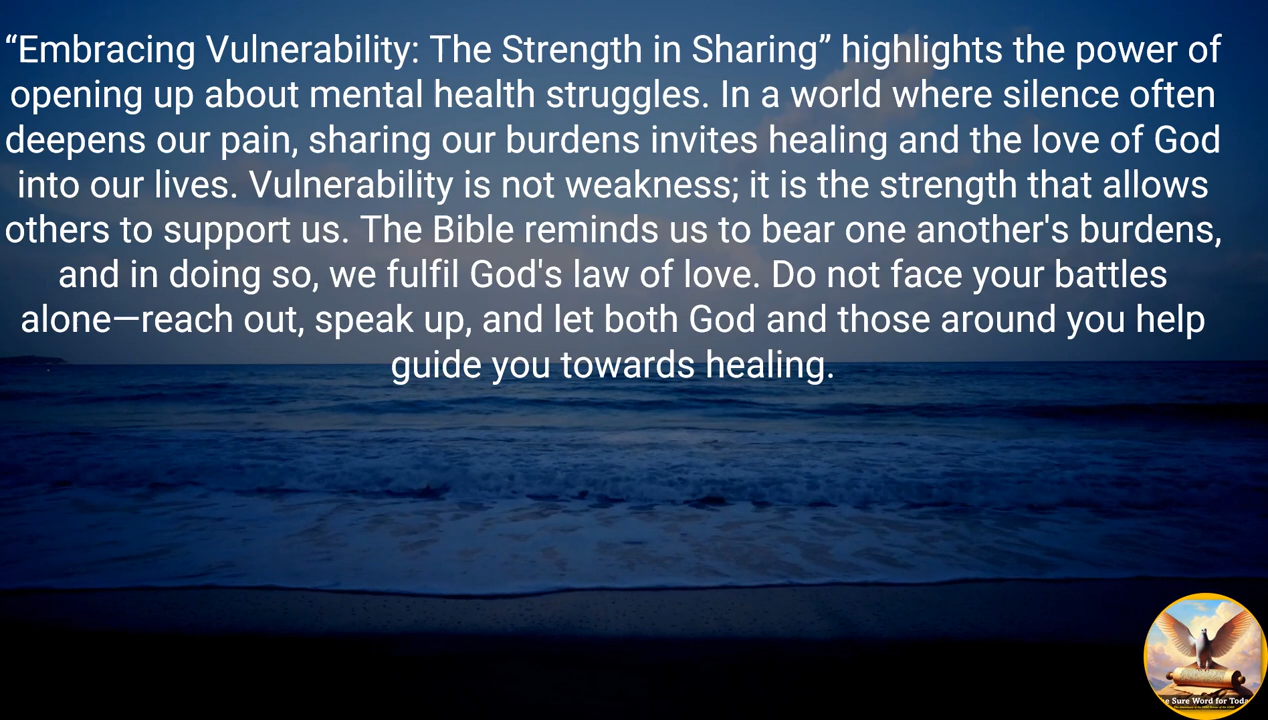 “Embracing Vulnerability: The Strength in Sharing” highlights the power of
opening up about mental health struggles. In a world where silence often
deepens our pain, sharing our burdens invites healing and the love of God
into our lives. Vulnerability is not weakness; it is the strength that allows
others to support us. The Bible reminds us to bear one another's burdens,
and in doing so, we fulfil God's law of love. Do not face your battles
alone—reach out, speak up, and let both God and those around you help
guide you towards healing.
Sure Word for